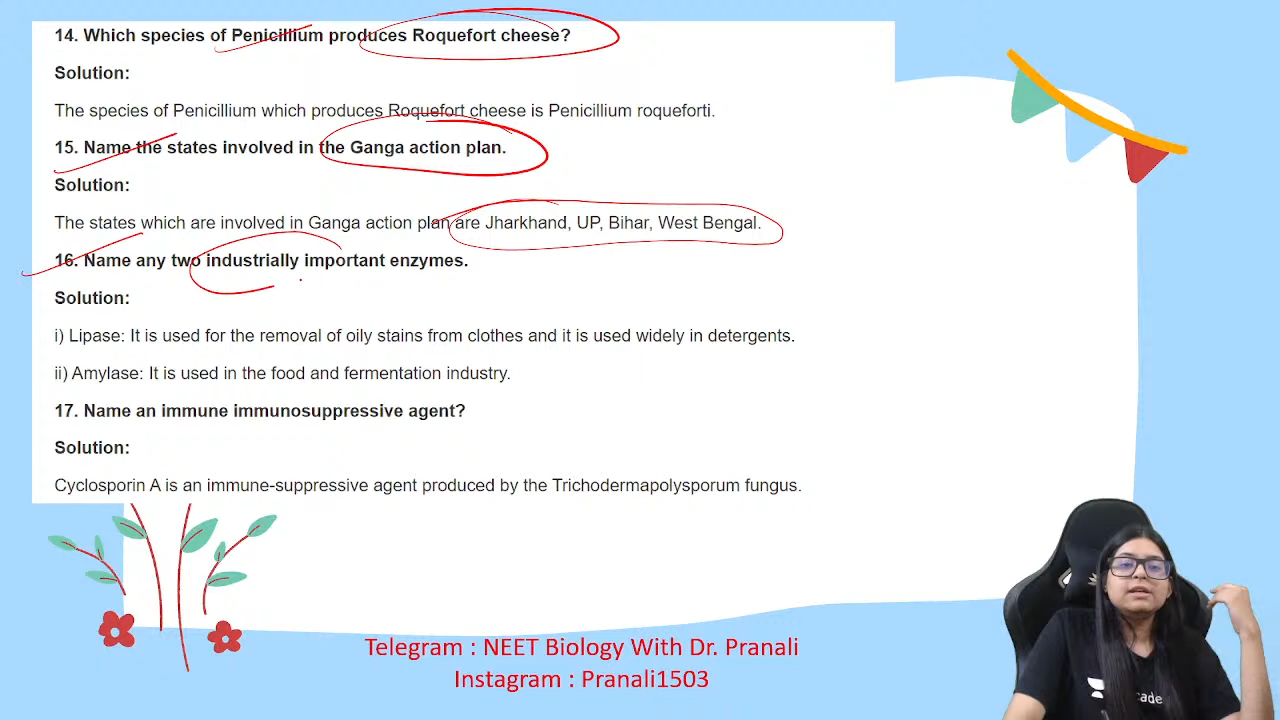 14. Which species of Penicillium produces Roquefort cheese?
Solution:
The species of Penicillium which produces Roquefort cheese is Penicillium roqueforti.
15. Name the states involved in the Ganga action plan.
Solution:
The states which are involved in Ganga action plan are Jharkhand, UP, Bihar, West Bengal.
16. Name any two industrially important enzymes.
Solution:
i) Lipase: It is used for the removal of oily stains from clothes and it is used widely in detergents.
ii) Amylase: It is used in the food and fermentation industry.
17. Name an immune immunosuppressive agent?
Solution:
Cyclosporin A is an immune-suppressive agent produced by the Trichodermapolysporum fungus.
Telegram : NEET Biology With Dr. Pranali
Instagram : Pranali1503